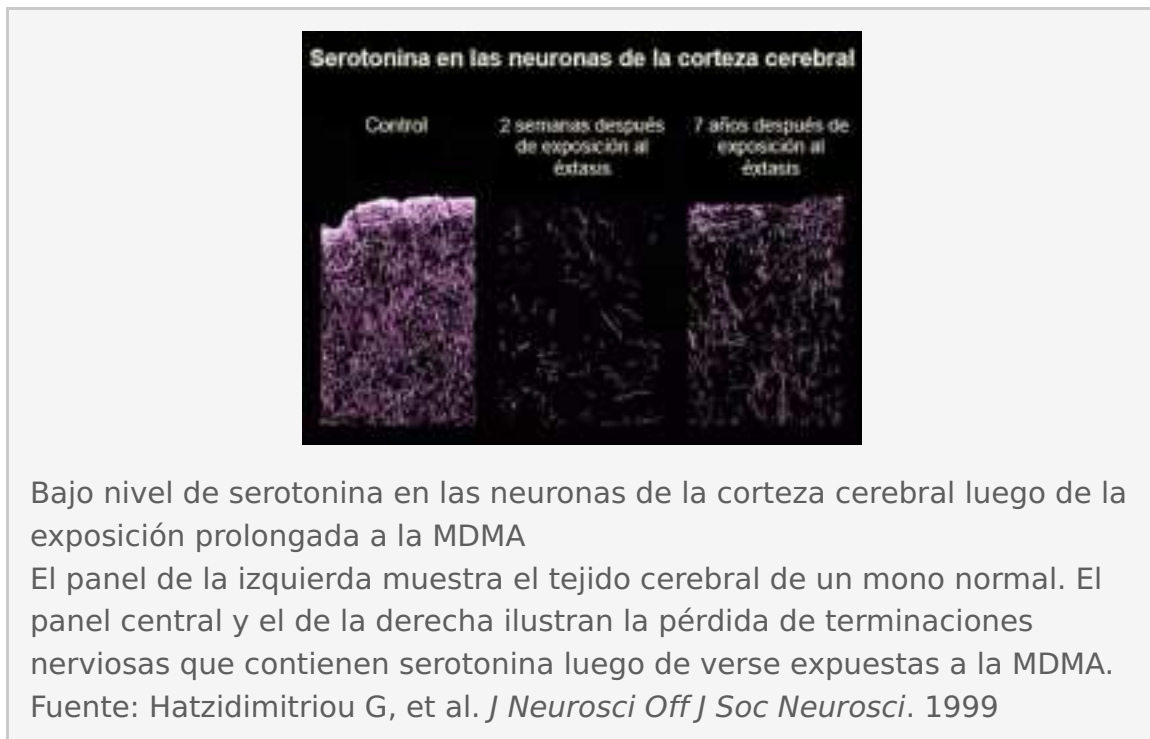 Serotonina en las neuronas de la corteza cerebral
Control
2 semanas después
de exposición al
éxtasis
7 años después de
exposición al
éxtasis
Bajo nivel de serotonina en las neuronas de la corteza cerebral luego de la
exposición prolongada a la MDMA
El panel de la izquierda muestra el tejido cerebral de un mono normal. El
panel central y el de la derecha ilustran la pérdida de terminaciones
nerviosas que contienen serotonina luego de verse expuestas a la MDMA.
Fuente: Hatzidimitriou G, et al. J Neurosci Off J Soc Neurosci. 1999